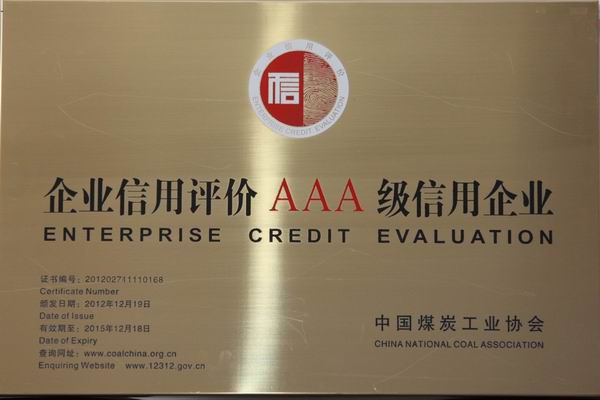 企业信用评价
信
ENTERPRISE CREDIT EVALUATION
企业信用评价 AAA 级信用企业
ENTERPRISE CREDIT EVALUATION
证书编号：201202711110168
Certificate Number
颁发日期：2012年12月19日
Date of Issue
有效期至：2015年12月18日
Date of Expiry
查询网址：www.coalchina.org.cn
Enquiring Website www.12312.gov.cn
中国煤炭工业协会
CHINA NATIONAL COAL ASSOCIATION